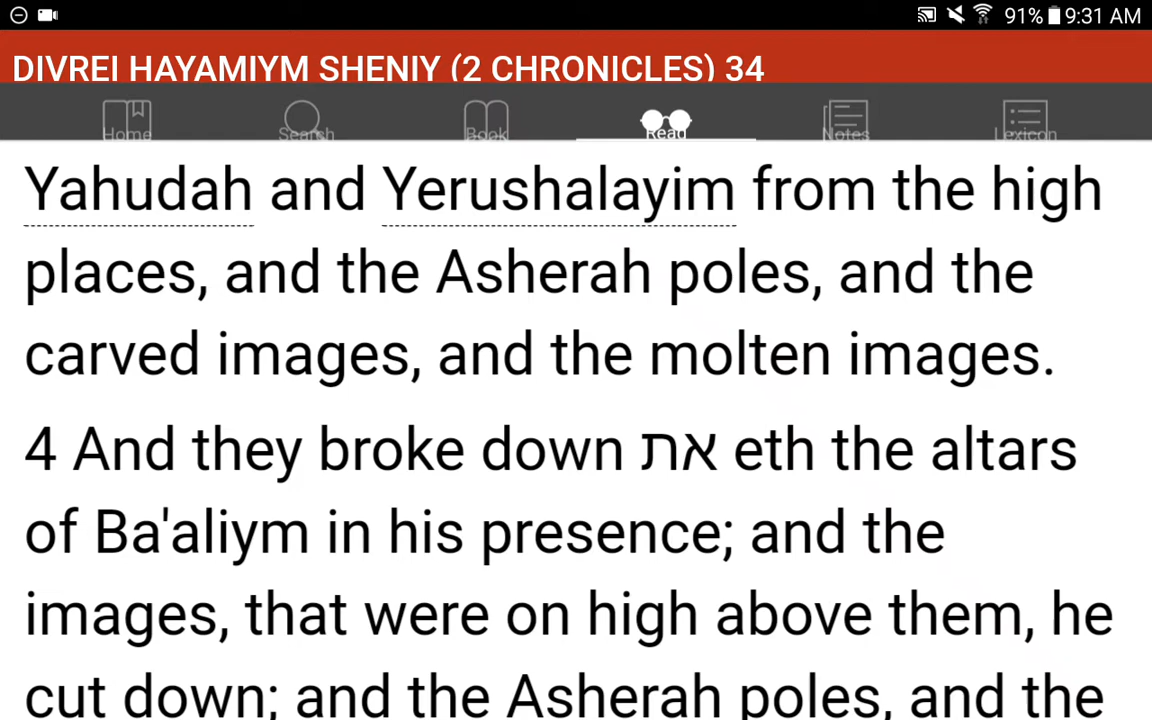 91% 9:31 AM
DIVREI HAYAMIYM SHENIY (2 CHRONICLES) 34
Home Search Book Read Notes Lexicon
Yahudah and Yerushalayim from the high
places, and the Asherah poles, and the
carved images, and the molten images.
4 And they broke down את eth the altars
of Ba'aliym in his presence; and the
images, that were on high above them, he
cut down; and the Asherah poles, and the